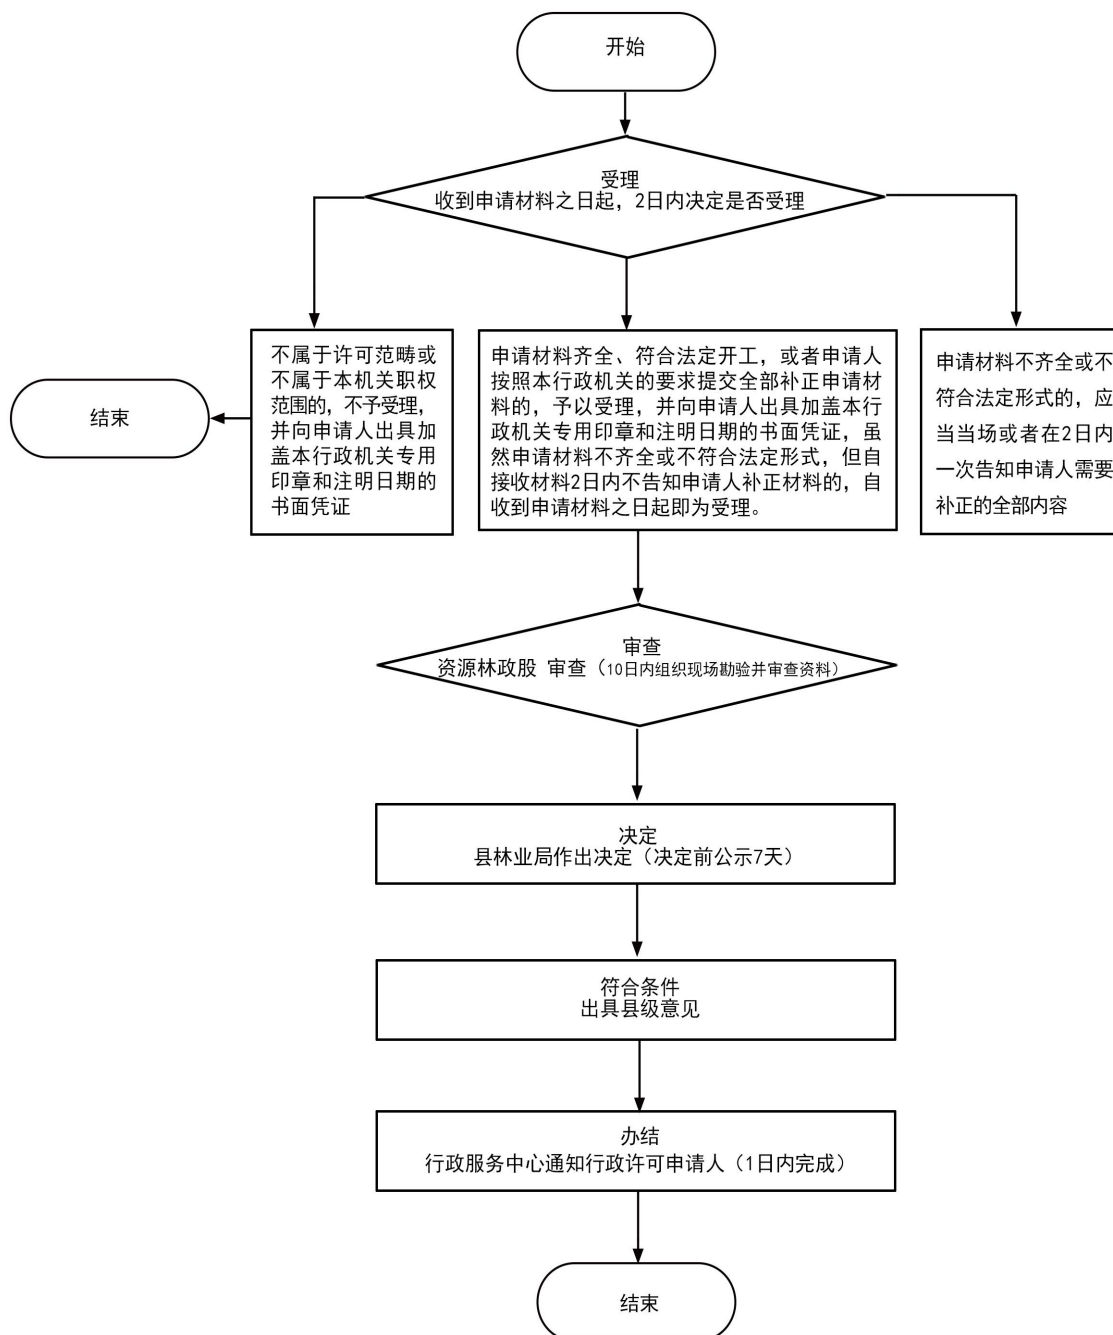 开始
受理
收到申请材料之日起，2日内决定是否受理
不属于许可范畴或
不属于本机关职权
范围的，不予受理，
并向申请人出具加
盖本行政机关专用
印章和注明日期的
书面凭证
结束
申请材料齐全、符合法定开工，或者申请人
按照本行政机关的要求提交全部补正申请材
料的，予以受理，并向申请人出具加盖本行
政机关专用印章和注明日期的书面凭证，虽
然申请材料不齐全或不符合法定形式，但自
接收材料2日内不告知申请人补正材料的，自
收到申请材料之日起即为受理。
申请材料不齐全或不
符合法定形式的，应
当当场或者在2日内
一次告知申请人需要
补正的全部内容
审查
资源林政股 审查（10日内组织现场勘验并审查资料）
决定
县林业局作出决定（决定前公示7天）
符合条件
出具县级意见
办结
行政服务中心通知行政许可申请人（1日内完成）
结束